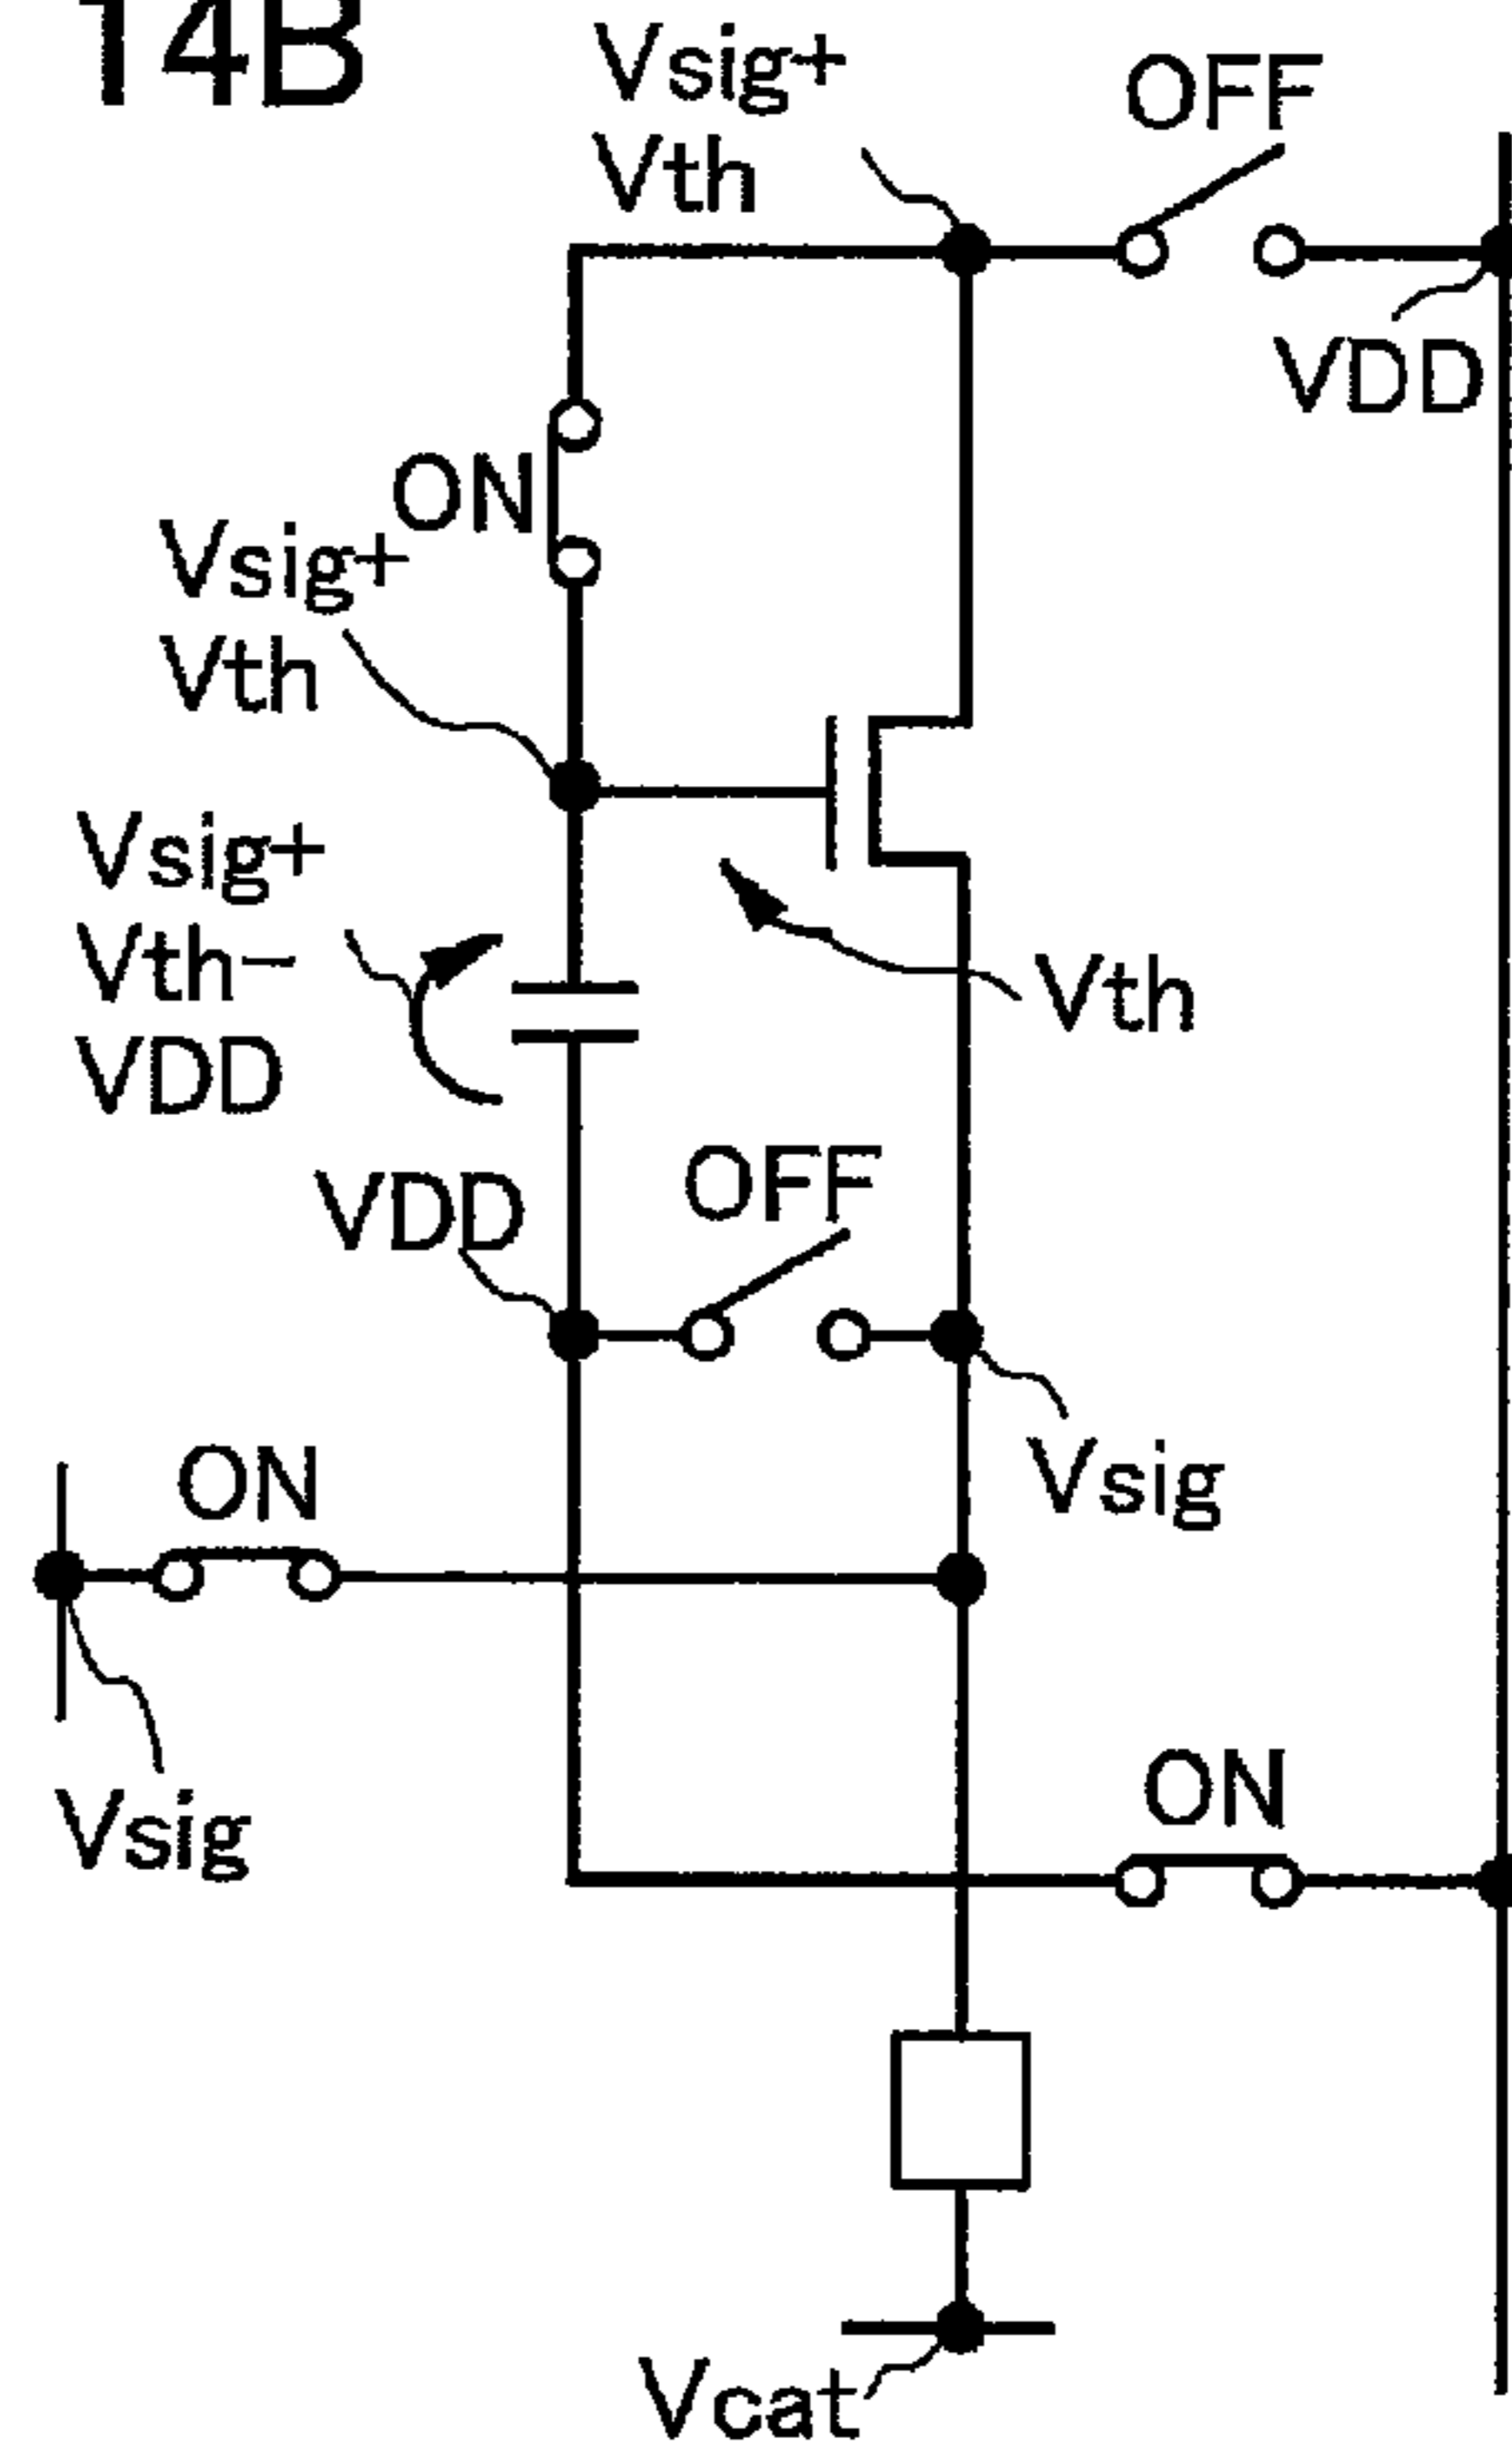 14B
Vsig+
Vth
OFF
VDD
ON
Vsig+
Vth
Vsig+
Vth−
VDD
Vth
VDD
OFF
Vsig
ON
Vsig
ON
Vcat